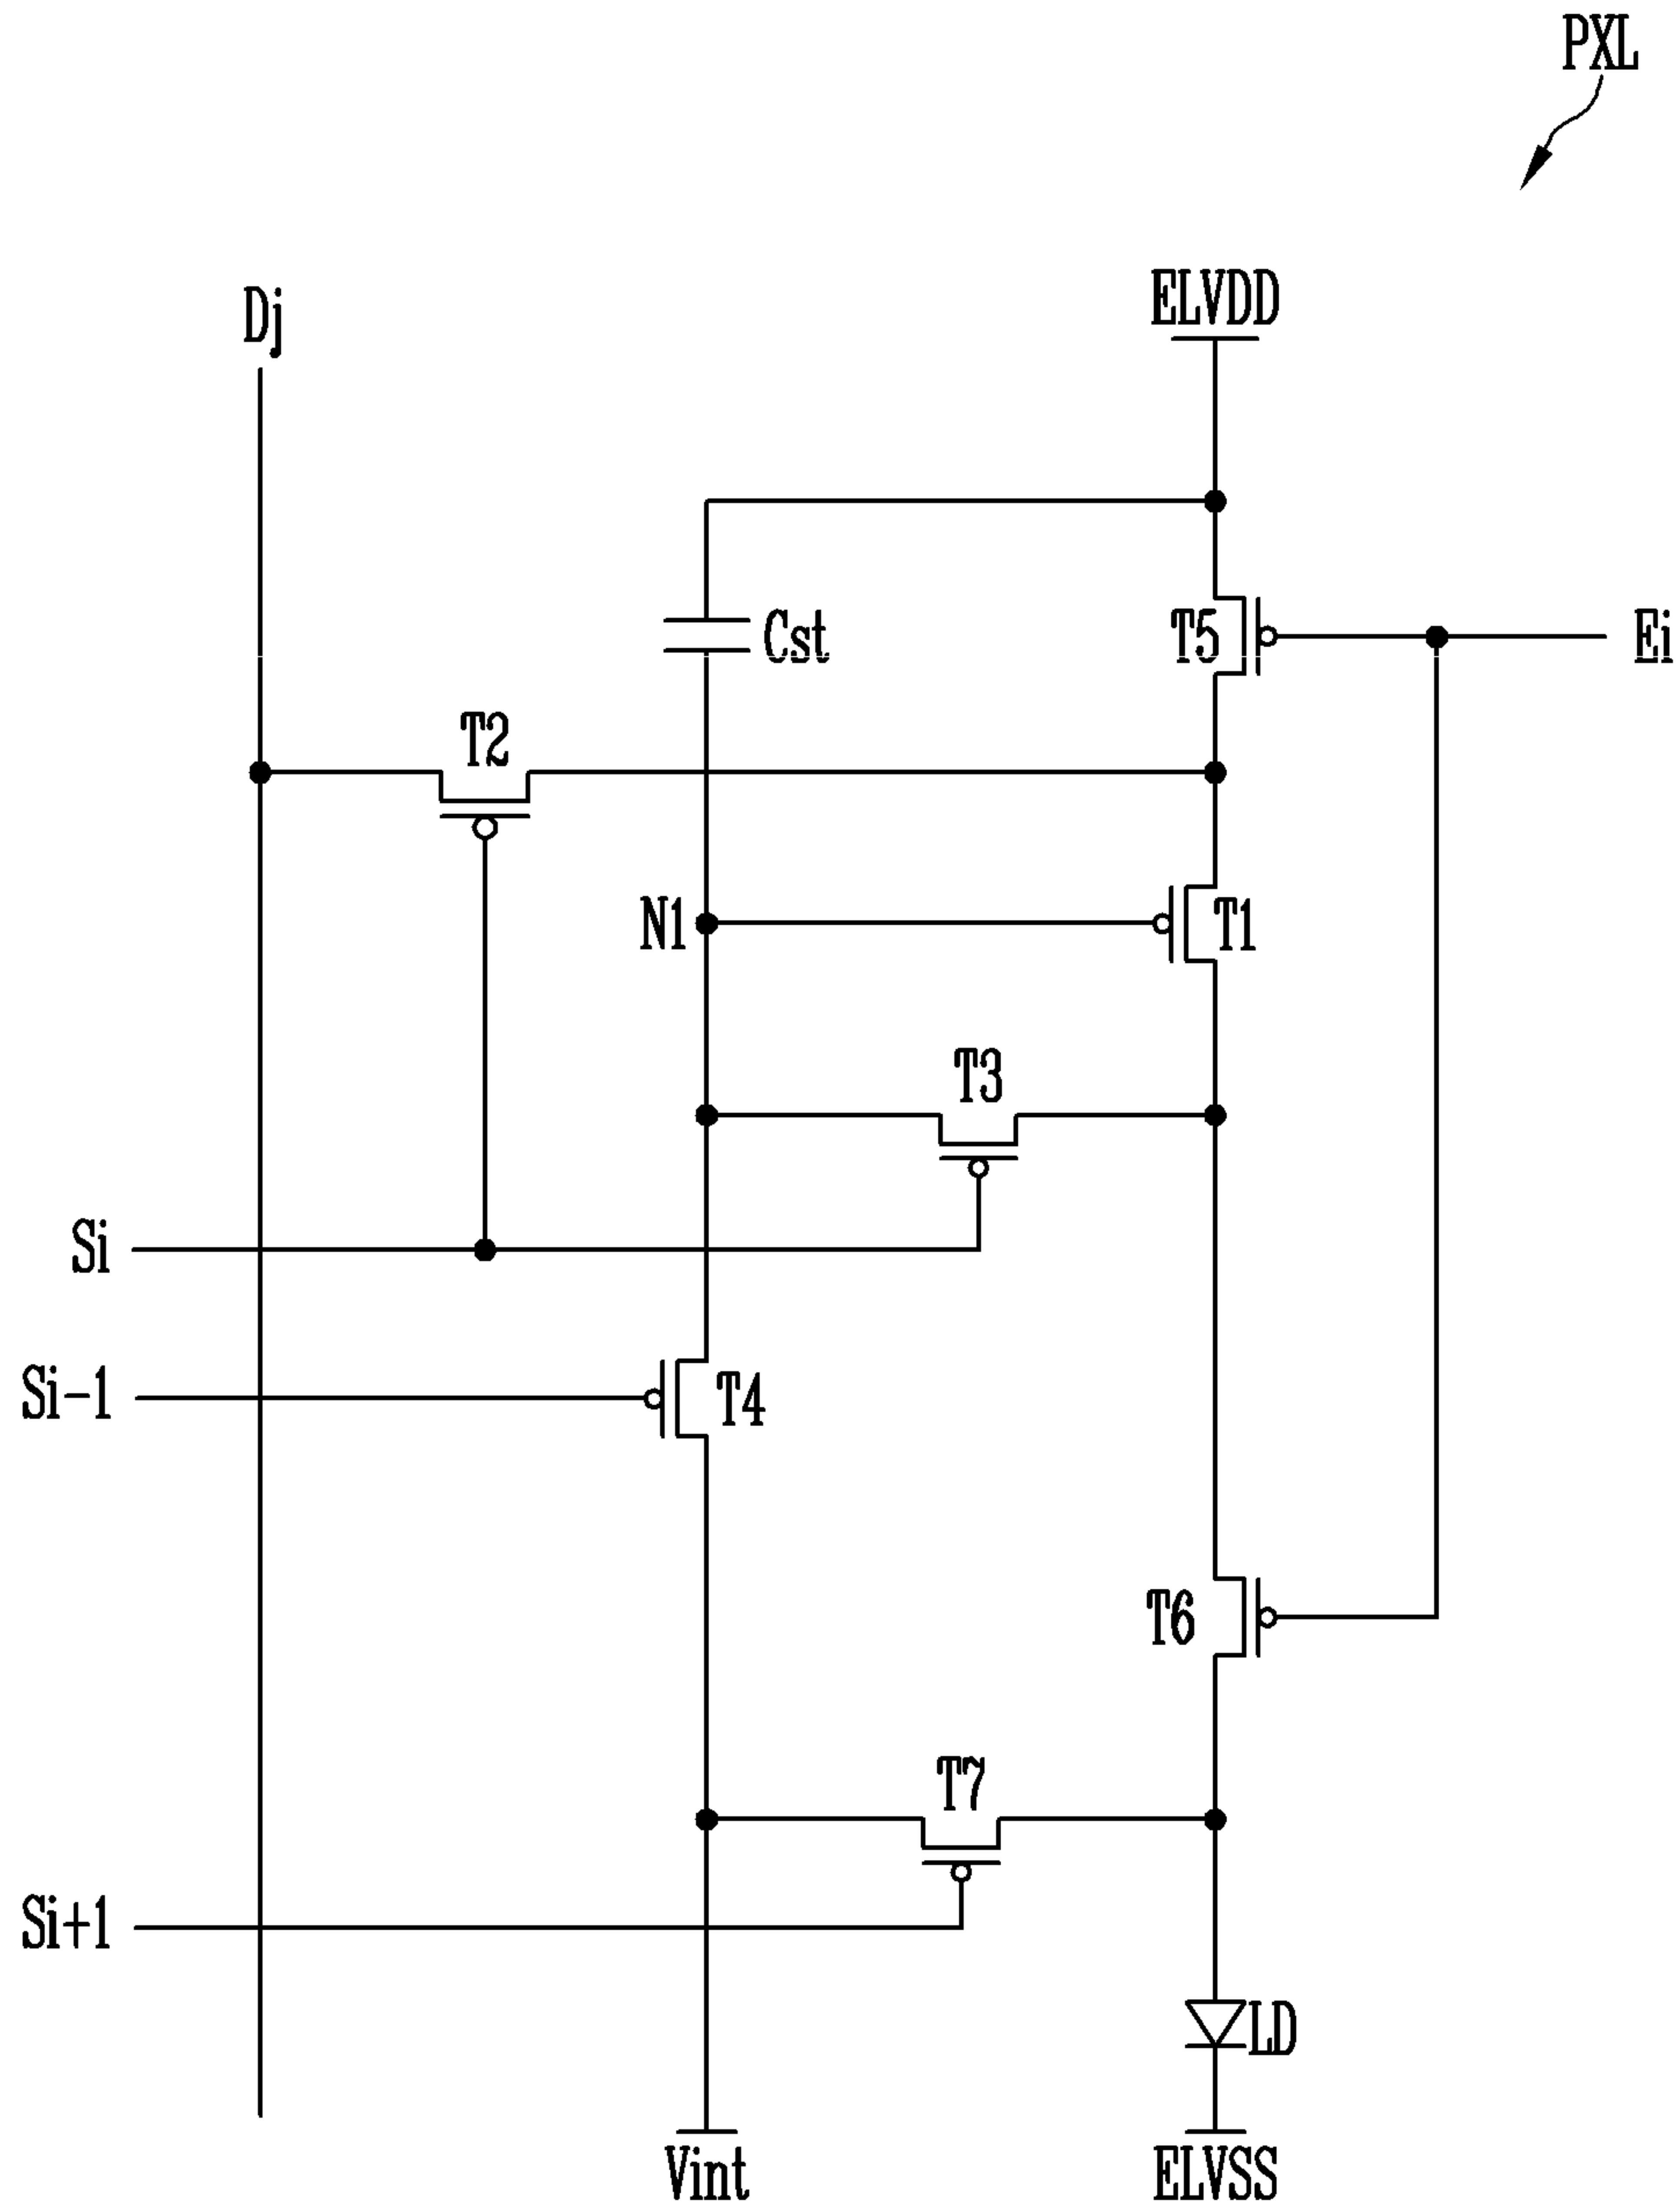 PXL
ELVDD
Dj
Cst
T5
Ei
T2
N1
T1
T3
Si
Si-1
T4
T6
T7
Si+1
LD
Vint
ELVSS